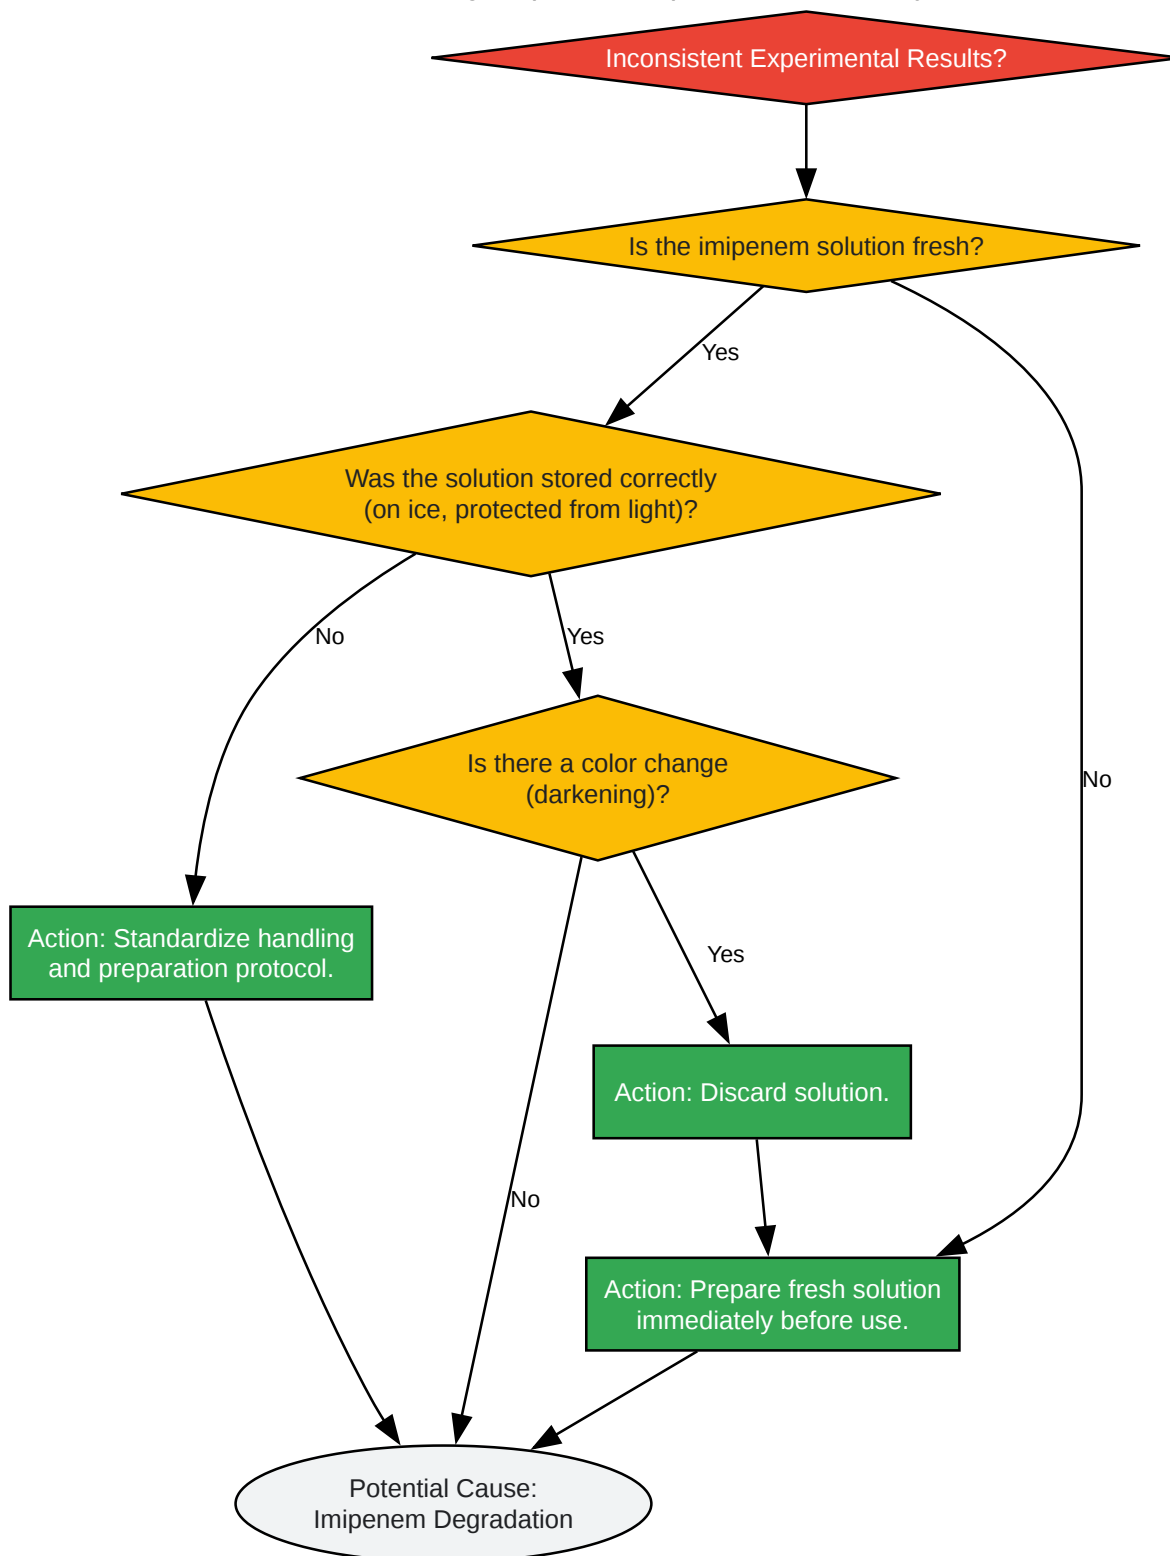 Inconsistent Experimental Results?
Is the imipenem solution fresh?
Yes
Was the solution stored correctly
(on ice, protected from light)?
No
Yes
Is there a color change
(darkening)?
No
Action: Standardize handling
and preparation protocol.
Yes
Action: Discard solution.
No
Action: Prepare fresh solution
immediately before use.
Potential Cause:
Imipenem Degradation